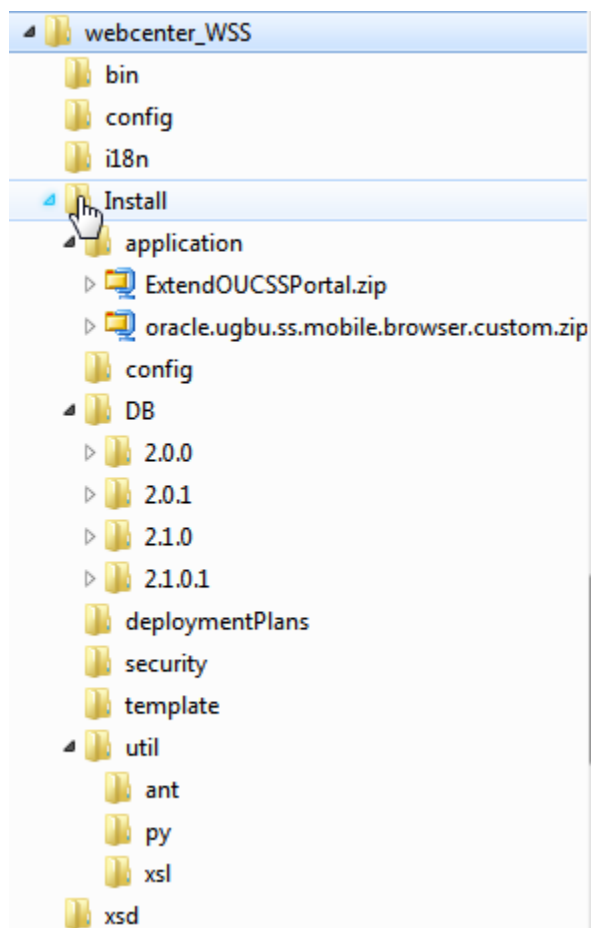 webcenter_WSS
bin
config
i18n
Install
application
ExtendOUCSSPortal.zip
oracle.ugbu.ss.mobile.browser.custom.zip
config
DB
2.0.0
2.0.1
2.1.0
2.1.0.1
deploymentPlans
security
template
util
ant
py
xsl
xsd